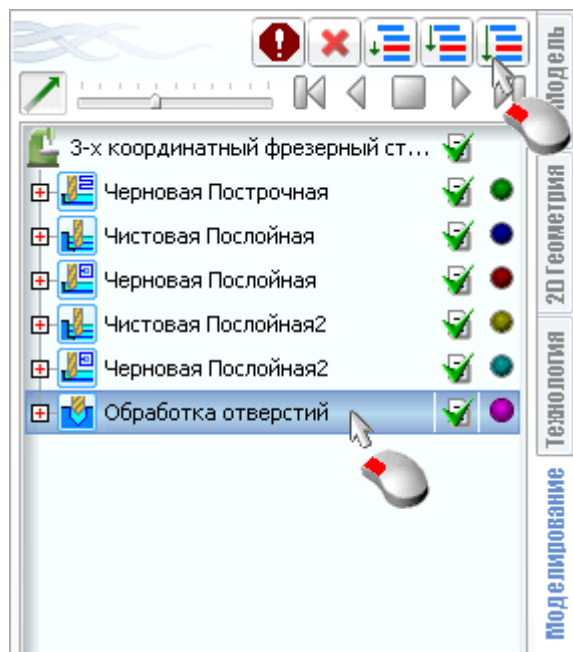 3-х координатный фрезерный ст...
Черновая Построчная
Чистовая Послойная
Черновая Послойная
Чистовая Послойная2
Черновая Послойная2
Обработка отверстий
Модель
2D Геометрия
Технология
Моделирование